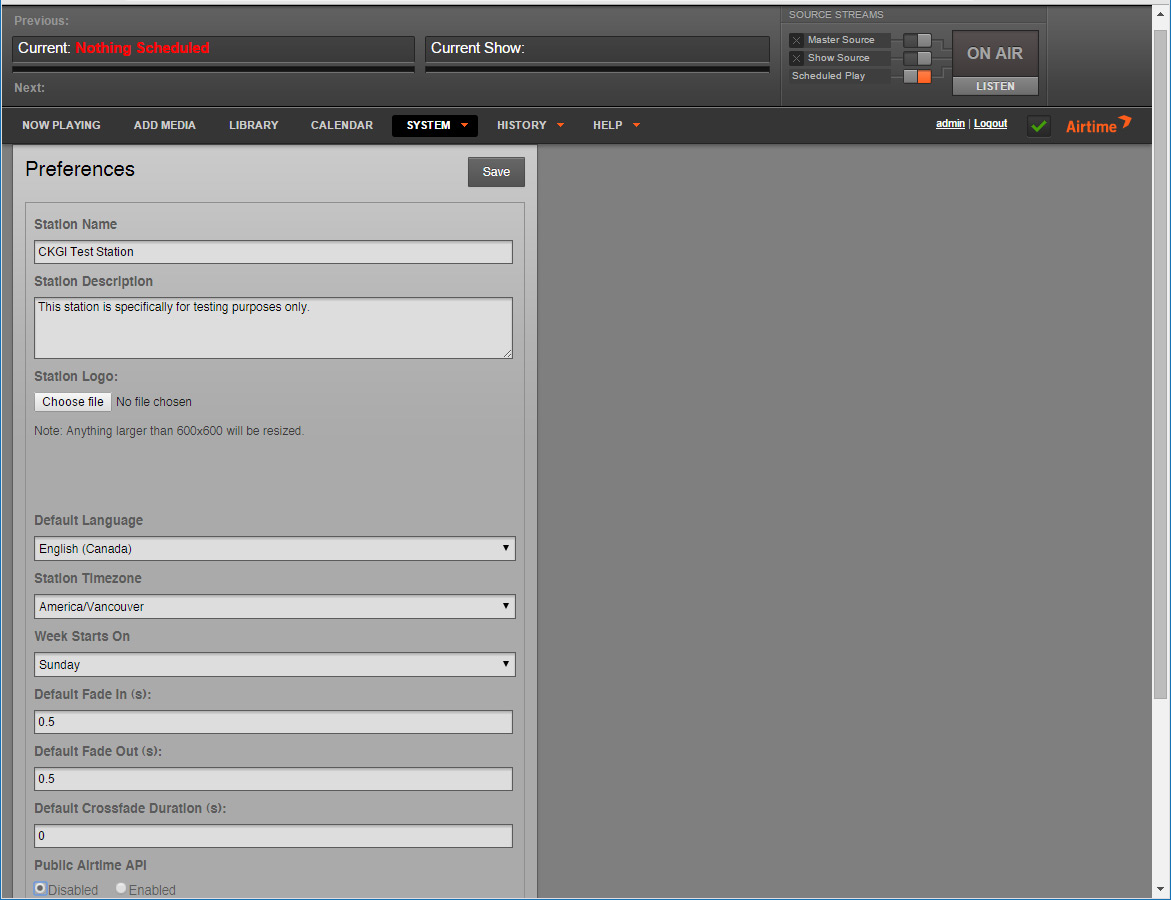 Previous:
Current: Nothing Scheduled
Current Show:
Next:
SOURCE STREAMS
Master Source
Show Source
Scheduled Play
ON AIR
LISTEN
NOW PLAYING ADD MEDIA LIBRARY CALENDAR SYSTEM HISTORY HELP
admin | Logout
Airtime
Preferences
Save
Station Name
CKGI Test Station
Station Description
This station is specifically for testing purposes only.
Station Logo:
Choose file No file chosen
Note: Anything larger than 600x600 will be resized.
Default Language
English (Canada)
Station Timezone
America/Vancouver
Week Starts On
Sunday
Default Fade In (s):
0.5
Default Fade Out (s):
0.5
Default Crossfade Duration (s):
0
Public Airtime API
Disabled Enabled